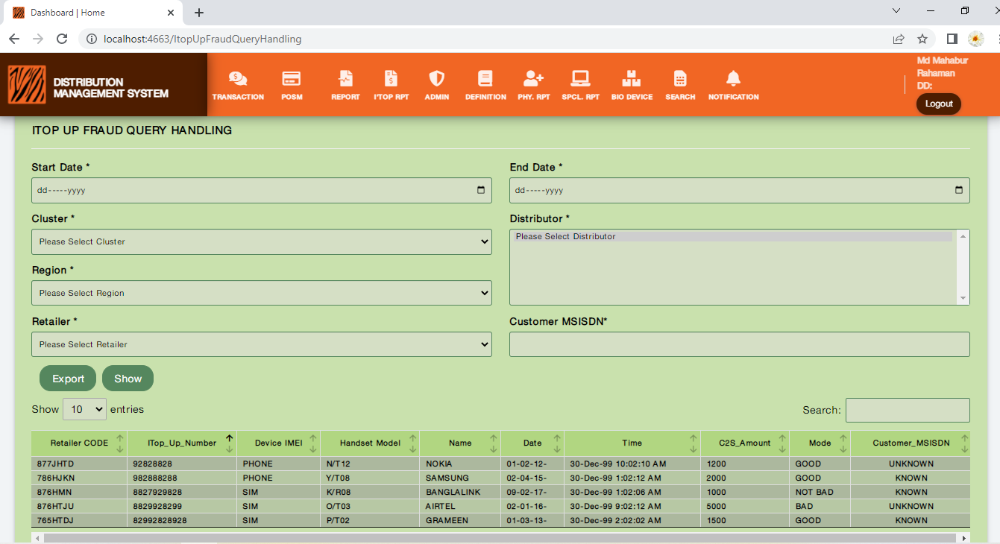 Dashboard | Home
localhost:4663/ItopUpFraudQueryHandling
DISTRIBUTION
MANAGEMENT SYSTEM
TRANSACTION POSM REPORT I'TOP RPT ADMIN DEFINITION PHY. RPT SPCL. RPT BIO DEVICE SEARCH NOTIFICATION
Md Mahabur
Rahaman
DD:
Logout
ITOP UP FRAUD QUERY HANDLING
Start Date * End Date *
dd-----yyyy dd-----yyyy
Cluster * Distributor *
Please Select Cluster Please Select Distributor
Region *
Please Select Region
Retailer * Customer MSISDN*
Please Select Retailer
Export Show
Show 10 entries Search:
Retailer CODE ITop_Up_Number Device IMEI Handset Model Name Date Time C2S_Amount Mode Customer_MSISDN
877JHTD 92828828 PHONE N/T12 NOKIA 01-02-12- 30-Dec-99 10:02:10 AM 1200 GOOD UNKNOWN
786HJKN 982888288 PHONE Y/T08 SAMSUNG 02-04-15- 30-Dec-99 1:02:12 AM 2000 GOOD KNOWN
876HMN 8827929828 SIM K/R08 BANGLALINK 09-02-17- 30-Dec-99 1:02:06 AM 1000 NOT BAD KNOWN
876HTJU 8829928299 SIM O/T03 AIRTEL 02-01-16- 30-Dec-99 9:02:12 AM 5000 BAD UNKNOWN
765HTDJ 82992828928 SIM P/T02 GRAMEEN 01-03-13- 30-Dec-99 2:02:02 AM 1500 GOOD KNOWN